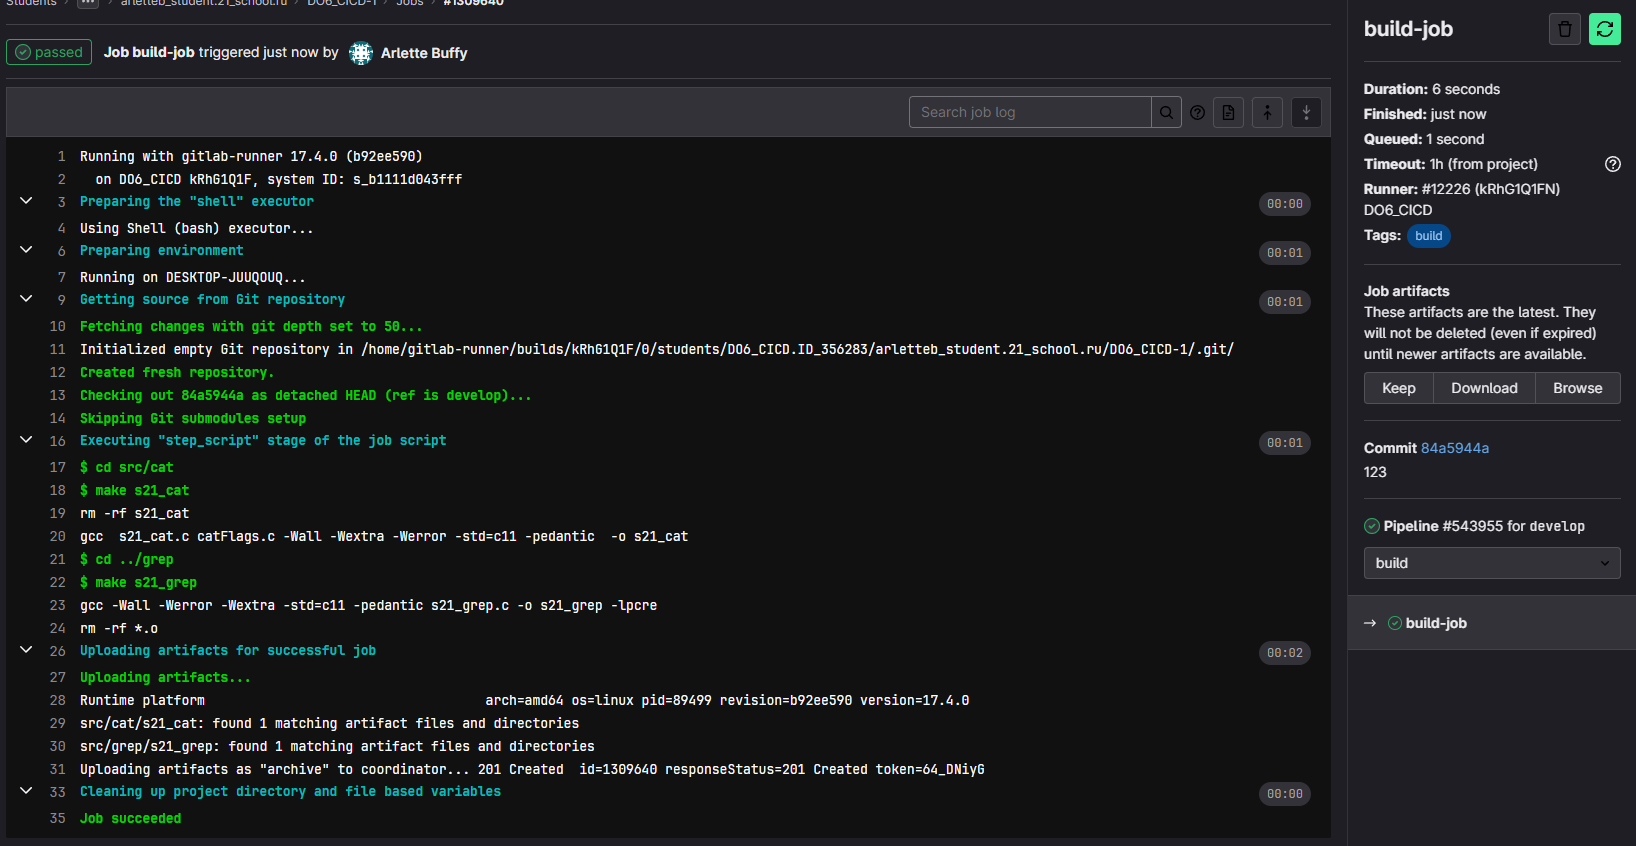 Students > ... > arletteb_student.21_school.ru > DO6_CICD-1 > Jobs > #1309640
passed Job build-job triggered just now by Arlette Buffy
Search job log
1 Running with gitlab-runner 17.4.0 (b92ee590)
2 on DO6_CICD kRhG1Q1F, system ID: s_b1111d043fff
3 Preparing the "shell" executor 00:00
4 Using Shell (bash) executor...
6 Preparing environment 00:01
7 Running on DESKTOP-JUUQOUQ...
9 Getting source from Git repository 00:01
10 Fetching changes with git depth set to 50...
11 Initialized empty Git repository in /home/gitlab-runner/builds/kRhG1Q1F/0/students/DO6_CICD.ID_356283/arletteb_student.21_school.ru/DO6_CICD-1/.git/
12 Created fresh repository.
13 Checking out 84a5944a as detached HEAD (ref is develop)...
14 Skipping Git submodules setup
16 Executing "step_script" stage of the job script 00:01
17 $ cd src/cat
18 $ make s21_cat
19 rm -rf s21_cat
20 gcc  s21_cat.c catFlags.c -Wall -Wextra -Werror -std=c11 -pedantic  -o s21_cat
21 $ cd ../grep
22 $ make s21_grep
23 gcc -Wall -Werror -Wextra -std=c11 -pedantic s21_grep.c -o s21_grep -lpcre
24 rm -rf *.o
26 Uploading artifacts for successful job 00:02
27 Uploading artifacts...
28 Runtime platform arch=amd64 os=linux pid=89499 revision=b92ee590 version=17.4.0
29 src/cat/s21_cat: found 1 matching artifact files and directories
30 src/grep/s21_grep: found 1 matching artifact files and directories
31 Uploading artifacts as "archive" to coordinator... 201 Created  id=1309640 responseStatus=201 Created token=64_DNiyG
33 Cleaning up project directory and file based variables 00:00
35 Job succeeded
build-job
Duration: 6 seconds
Finished: just now
Queued: 1 second
Timeout: 1h (from project)
Runner: #12226 (kRhG1Q1FN)
DO6_CICD
Tags: build
Job artifacts
These artifacts are the latest. They
will not be deleted (even if expired)
until newer artifacts are available.
Keep Download Browse
Commit 84a5944a
123
Pipeline #543955 for develop
build
→ build-job